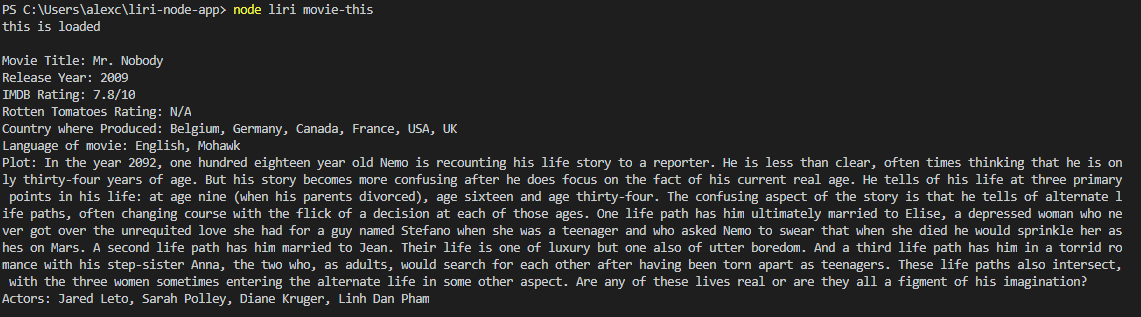 PS C:\Users\alexc\liri-node-app> node liri movie-this
this is loaded
Movie Title: Mr. Nobody
Release Year: 2009
IMDB Rating: 7.8/10
Rotten Tomatoes Rating: N/A
Country where Produced: Belgium, Germany, Canada, France, USA, UK
Language of movie: English, Mohawk
Plot: In the year 2092, one hundred eighteen year old Nemo is recounting his life story to a reporter. He is less than clear, often times thinking that he is on
ly thirty-four years of age. But his story becomes more confusing after he does focus on the fact of his current real age. He tells of his life at three primary
 points in his life: at age nine (when his parents divorced), age sixteen and age thirty-four. The confusing aspect of the story is that he tells of alternate l
ife paths, often changing course with the flick of a decision at each of those ages. One life path has him ultimately married to Elise, a depressed woman who ne
ver got over the unrequited love she had for a guy named Stefano when she was a teenager and who asked Nemo to swear that when she died he would sprinkle her as
hes on Mars. A second life path has him married to Jean. Their life is one of luxury but one also of utter boredom. And a third life path has him in a torrid ro
mance with his step-sister Anna, the two who, as adults, would search for each other after having been torn apart as teenagers. These life paths also intersect,
 with the three women sometimes entering the alternate life in some other aspect. Are any of these lives real or are they all a figment of his imagination?
Actors: Jared Leto, Sarah Polley, Diane Kruger, Linh Dan Pham